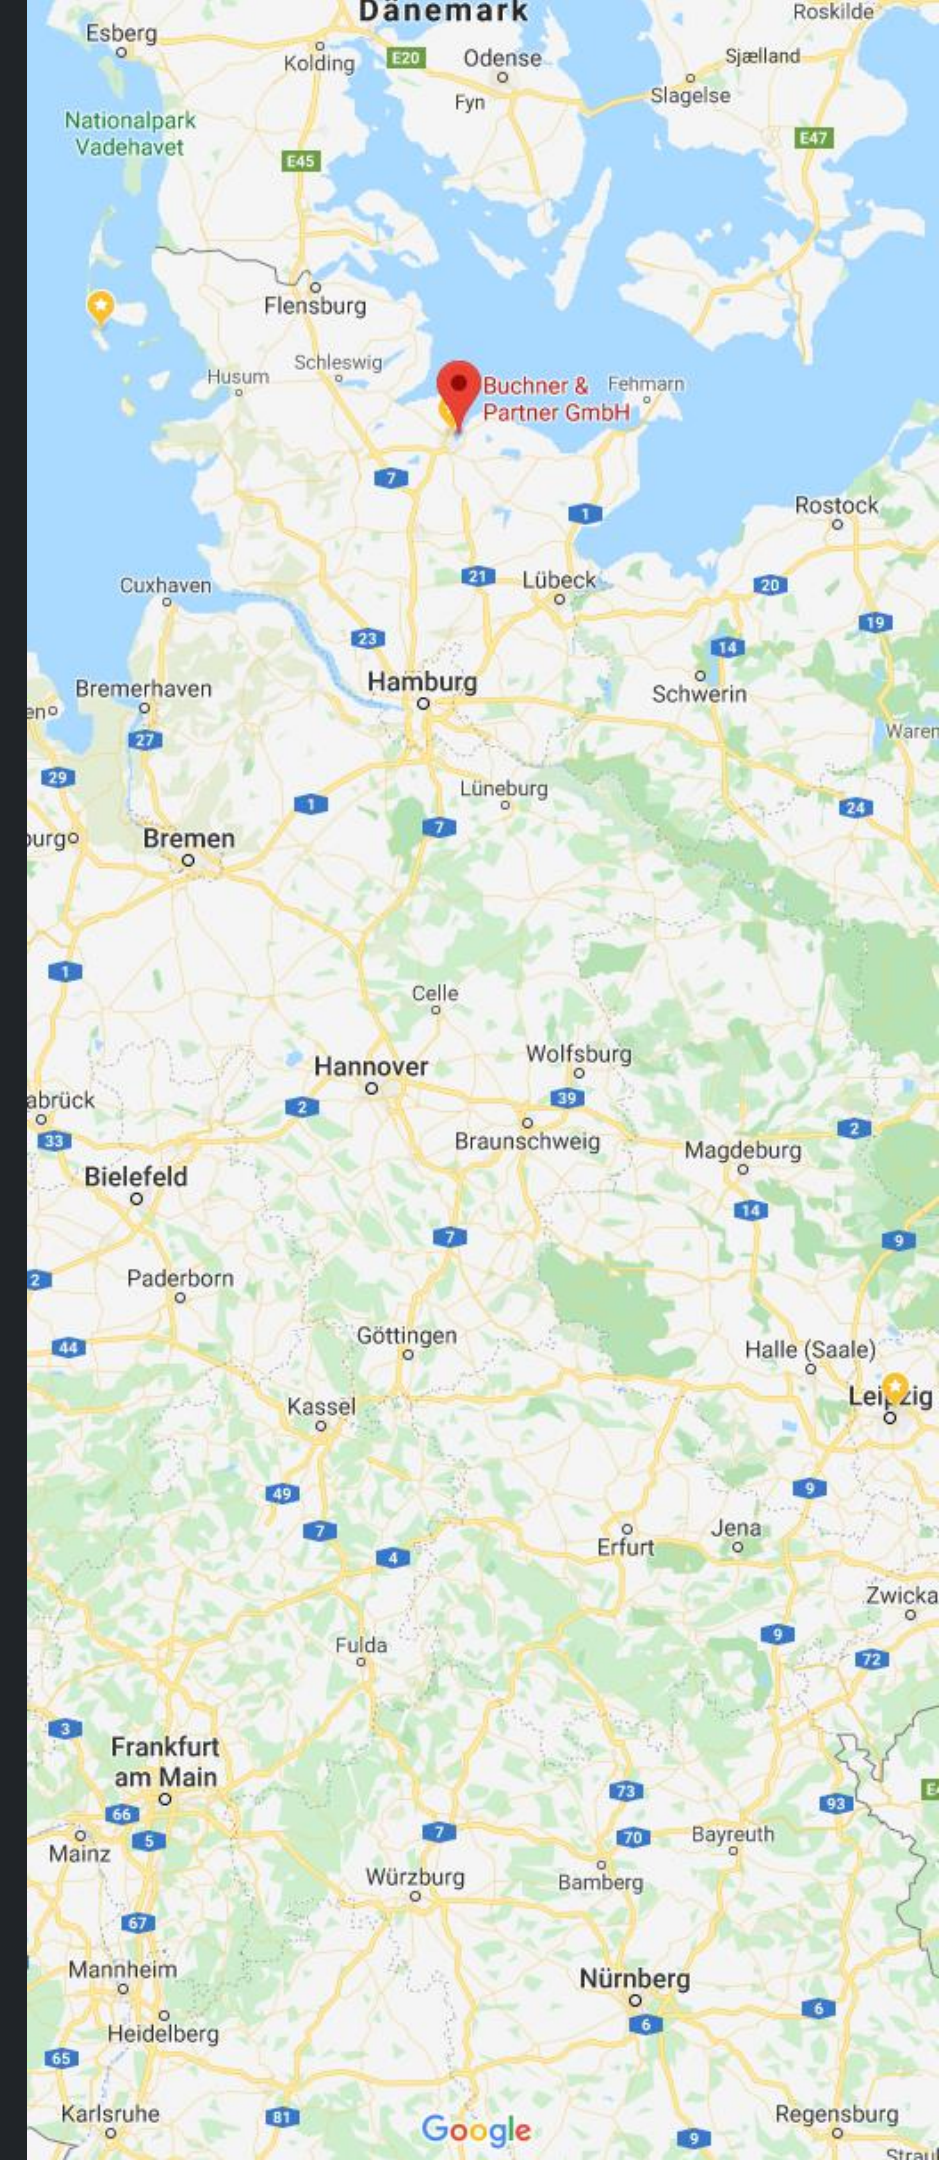 Dänemark
Roskilde
Esberg
Kolding
E20
Odense
Sjælland
Fyn
Slagelse
Nationalpark
Vadehavet
E47
E45
Flensburg
Schleswig
Husum
Buchner &
Partner GmbH
Fehmarn
7
Rostock
1
Cuxhaven
21
Lübeck
20
19
23
14
Hamburg
Schwerin
Bremerhaven
en
Waren
27
29
Lüneburg
1
24
7
burg
Bremen
1
Celle
Hannover
Wolfsburg
39
abrück
2
2
33
Braunschweig
Magdeburg
Bielefeld
14
7
9
2
Paderborn
Göttingen
44
Halle (Saale)
Leipzig
Kassel
49
9
7
Jena
4
Erfurt
Zwicka
9
Fulda
72
3
Frankfurt
am Main
73
E4
93
66
5
7
70
Bayreuth
Mainz
Würzburg
Bamberg
67
Mannheim
Nürnberg
6
6
Heidelberg
65
Karlsruhe
81
Google
Regensburg
9
Straub